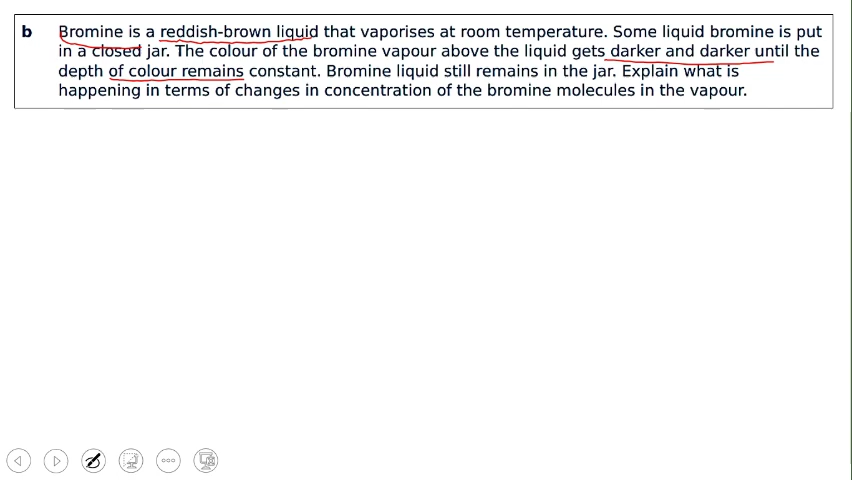 b Bromine is a reddish-brown liquid that vaporises at room temperature. Some liquid bromine is put
in a closed jar. The colour of the bromine vapour above the liquid gets darker and darker until the
depth of colour remains constant. Bromine liquid still remains in the jar. Explain what is
happening in terms of changes in concentration of the bromine molecules in the vapour.